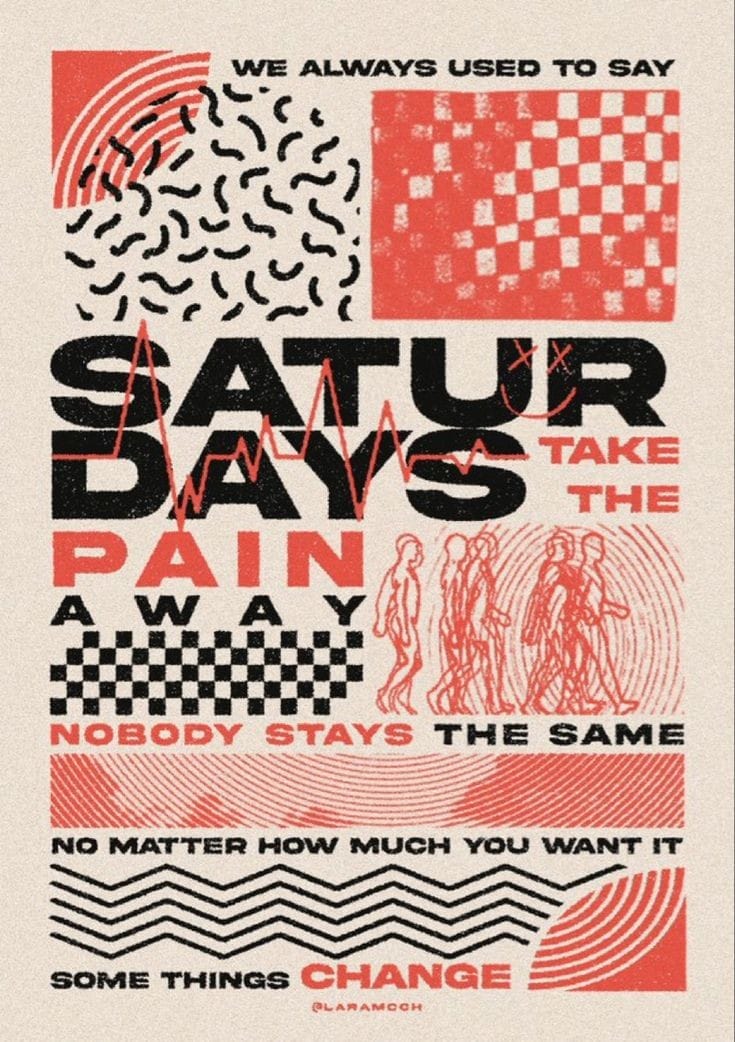 WE ALWAYS USED TO SAY
SATUR
DAYS
TAKE
THE
PAIN
AWAY
NOBODY STAYS THE SAME
NO MATTER HOW MUCH YOU WANT IT
SOME THINGS CHANGE
@LARAMCCH